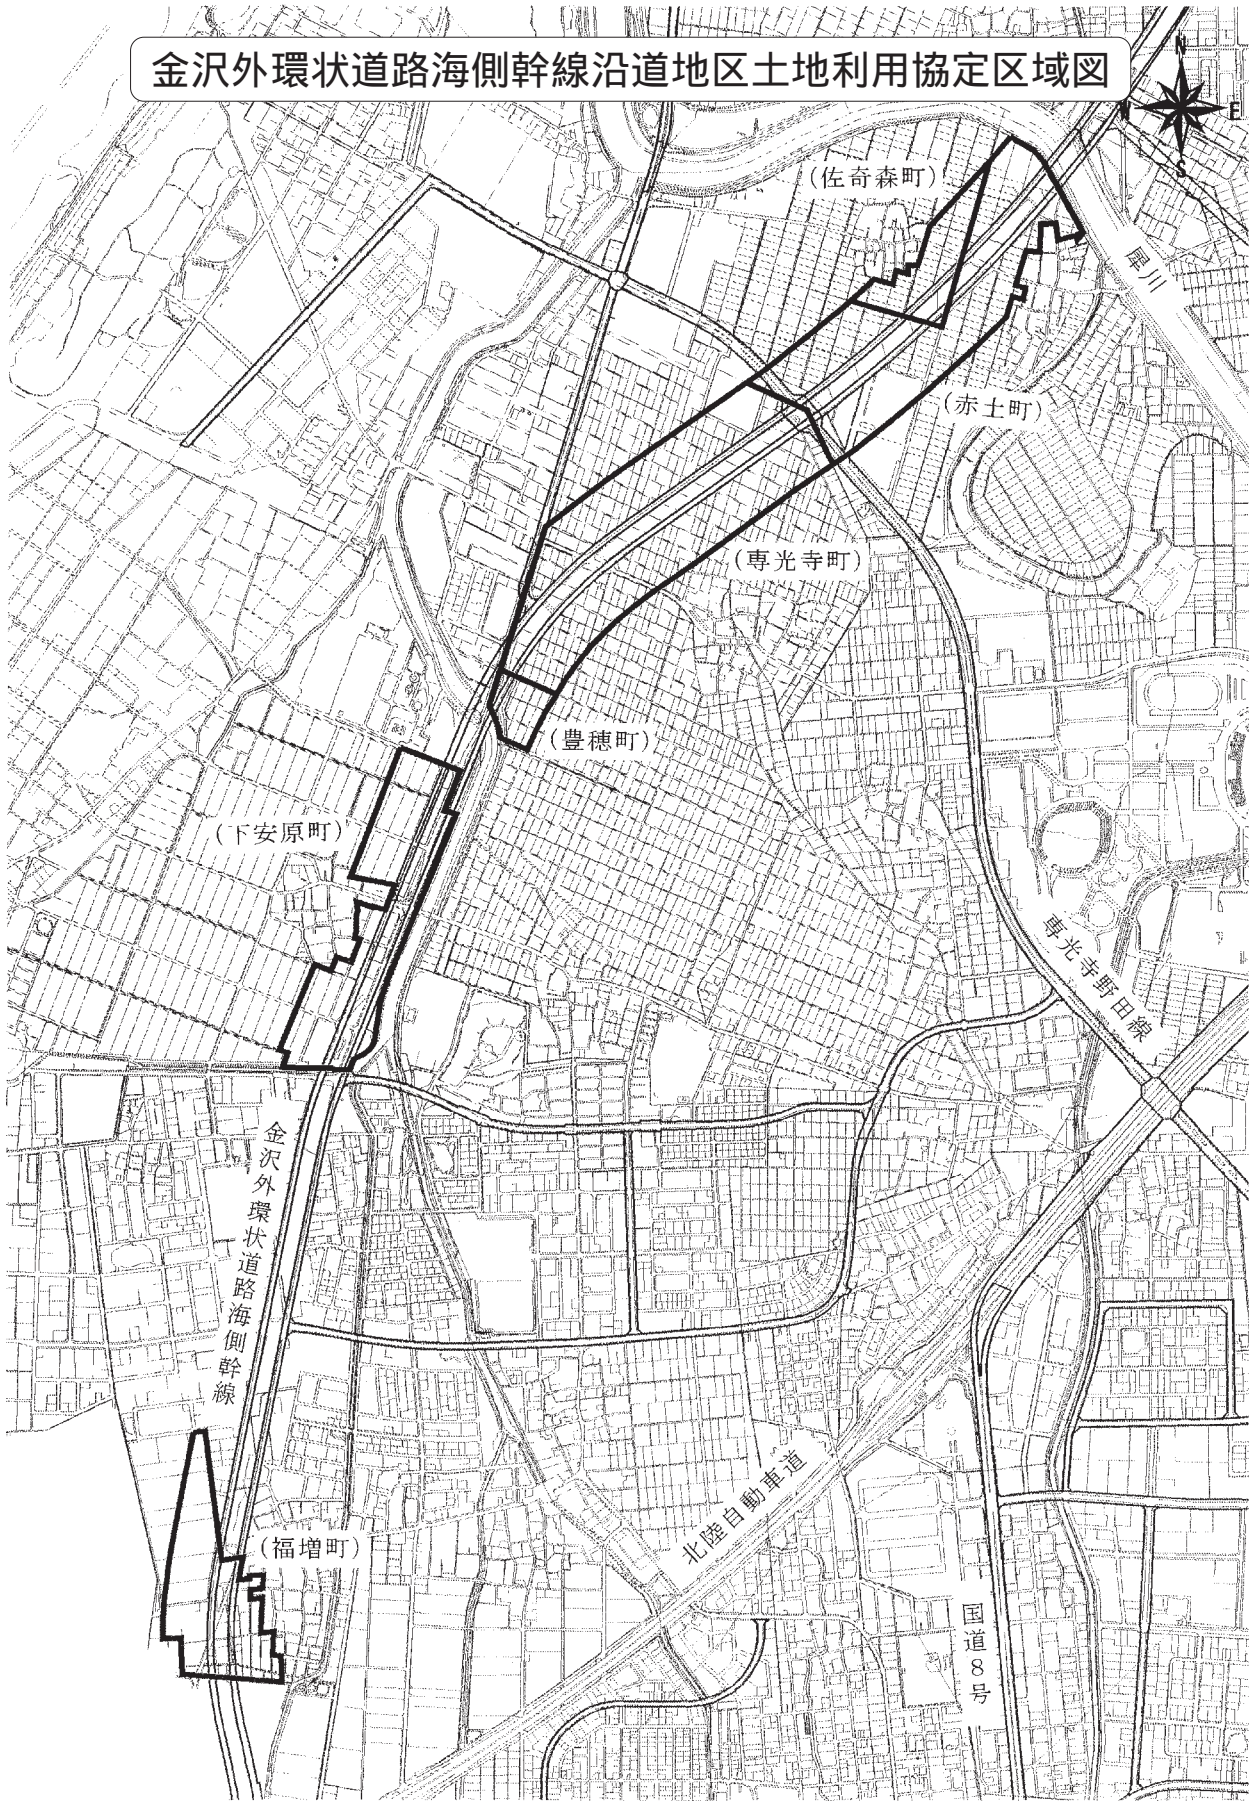 金沢外環状道路海側幹線沿道地区土地利用協定区域図
N
W
E
S
(佐奇森町)
犀川
(赤土町)
(専光寺町)
(豊穂町)
(下安原町)
専光寺野田線
金沢外環状道路海側幹線
北陸自動車道
(福増町)
国道8号